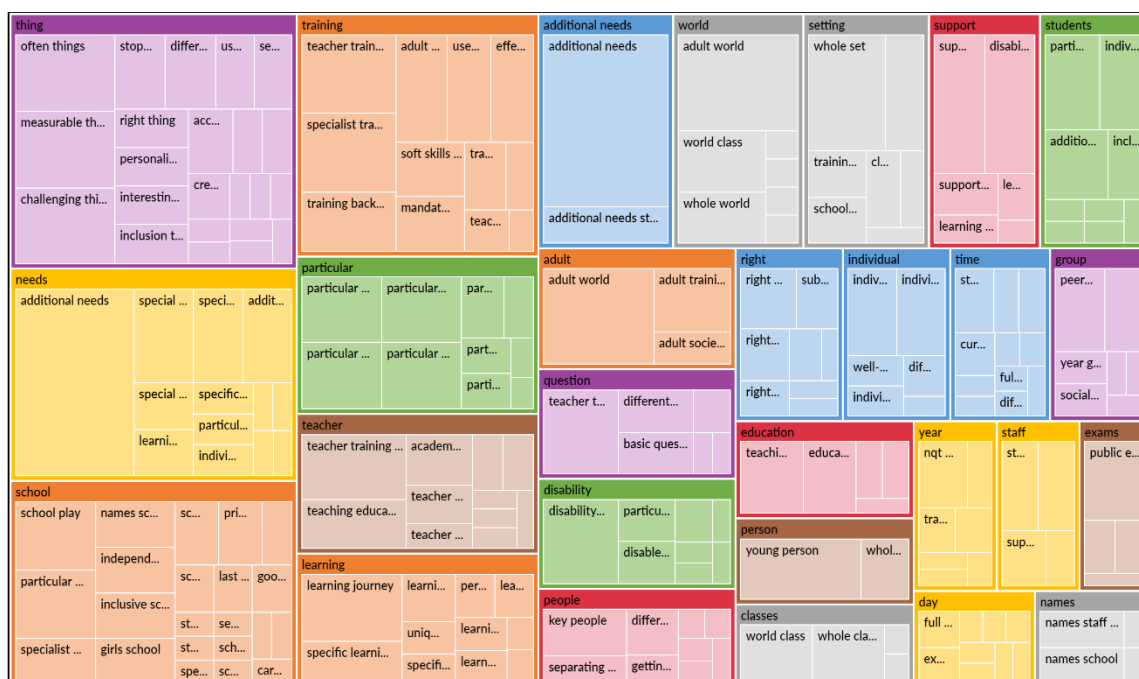 thing
often things
stop...
differ...
us...
se...
measurable th...
right thing
acc...
personali...
challenging thi...
interestin...
cre...
inclusion t...
training
teacher train...
adult ...
use...
effe...
specialist tra...
soft skills ...
tra...
training back...
mandat...
teac...
additional needs
additional needs
additional needs st...
world
adult world
world class
whole world
setting
whole set
trainin...
cl...
school...
support
sup...
disabi...
support...
le...
learning ...
students
parti...
indiv...
additio...
incl...
needs
additional needs
special ...
speci...
addit...
special ...
specific...
particul...
learni...
indivi...
particular
particular ...
particular...
par...
particular ...
particular ...
part...
parti...
adult
adult world
adult traini...
adult socie...
right
right ...
sub...
right...
right...
individual
indiv...
indivi...
well-...
dif...
indivi...
time
st...
cur...
ful...
dif...
group
peer...
year g...
social...
question
teacher t...
different...
basic ques...
teacher
teacher training ...
academ...
teacher ...
teaching educa...
teacher ...
education
teachi...
educa...
year
nqt ...
tra...
staff
st...
sup...
exams
public e...
school
school play
names sc...
sc...
pri...
independ...
particular ...
sc...
last ...
goo...
inclusive sc...
st...
se...
specialist ...
girls school
st...
sch...
spe...
sc...
car...
disability
disability...
particu...
disable...
person
young person
whol...
learning
learning journey
learni...
per...
lea...
uniq...
learni...
specific learni...
specifi...
learn...
people
key people
differ...
separating ...
gettin...
classes
world class
whole cla...
day
full ...
ex...
names
names staff ...
names school